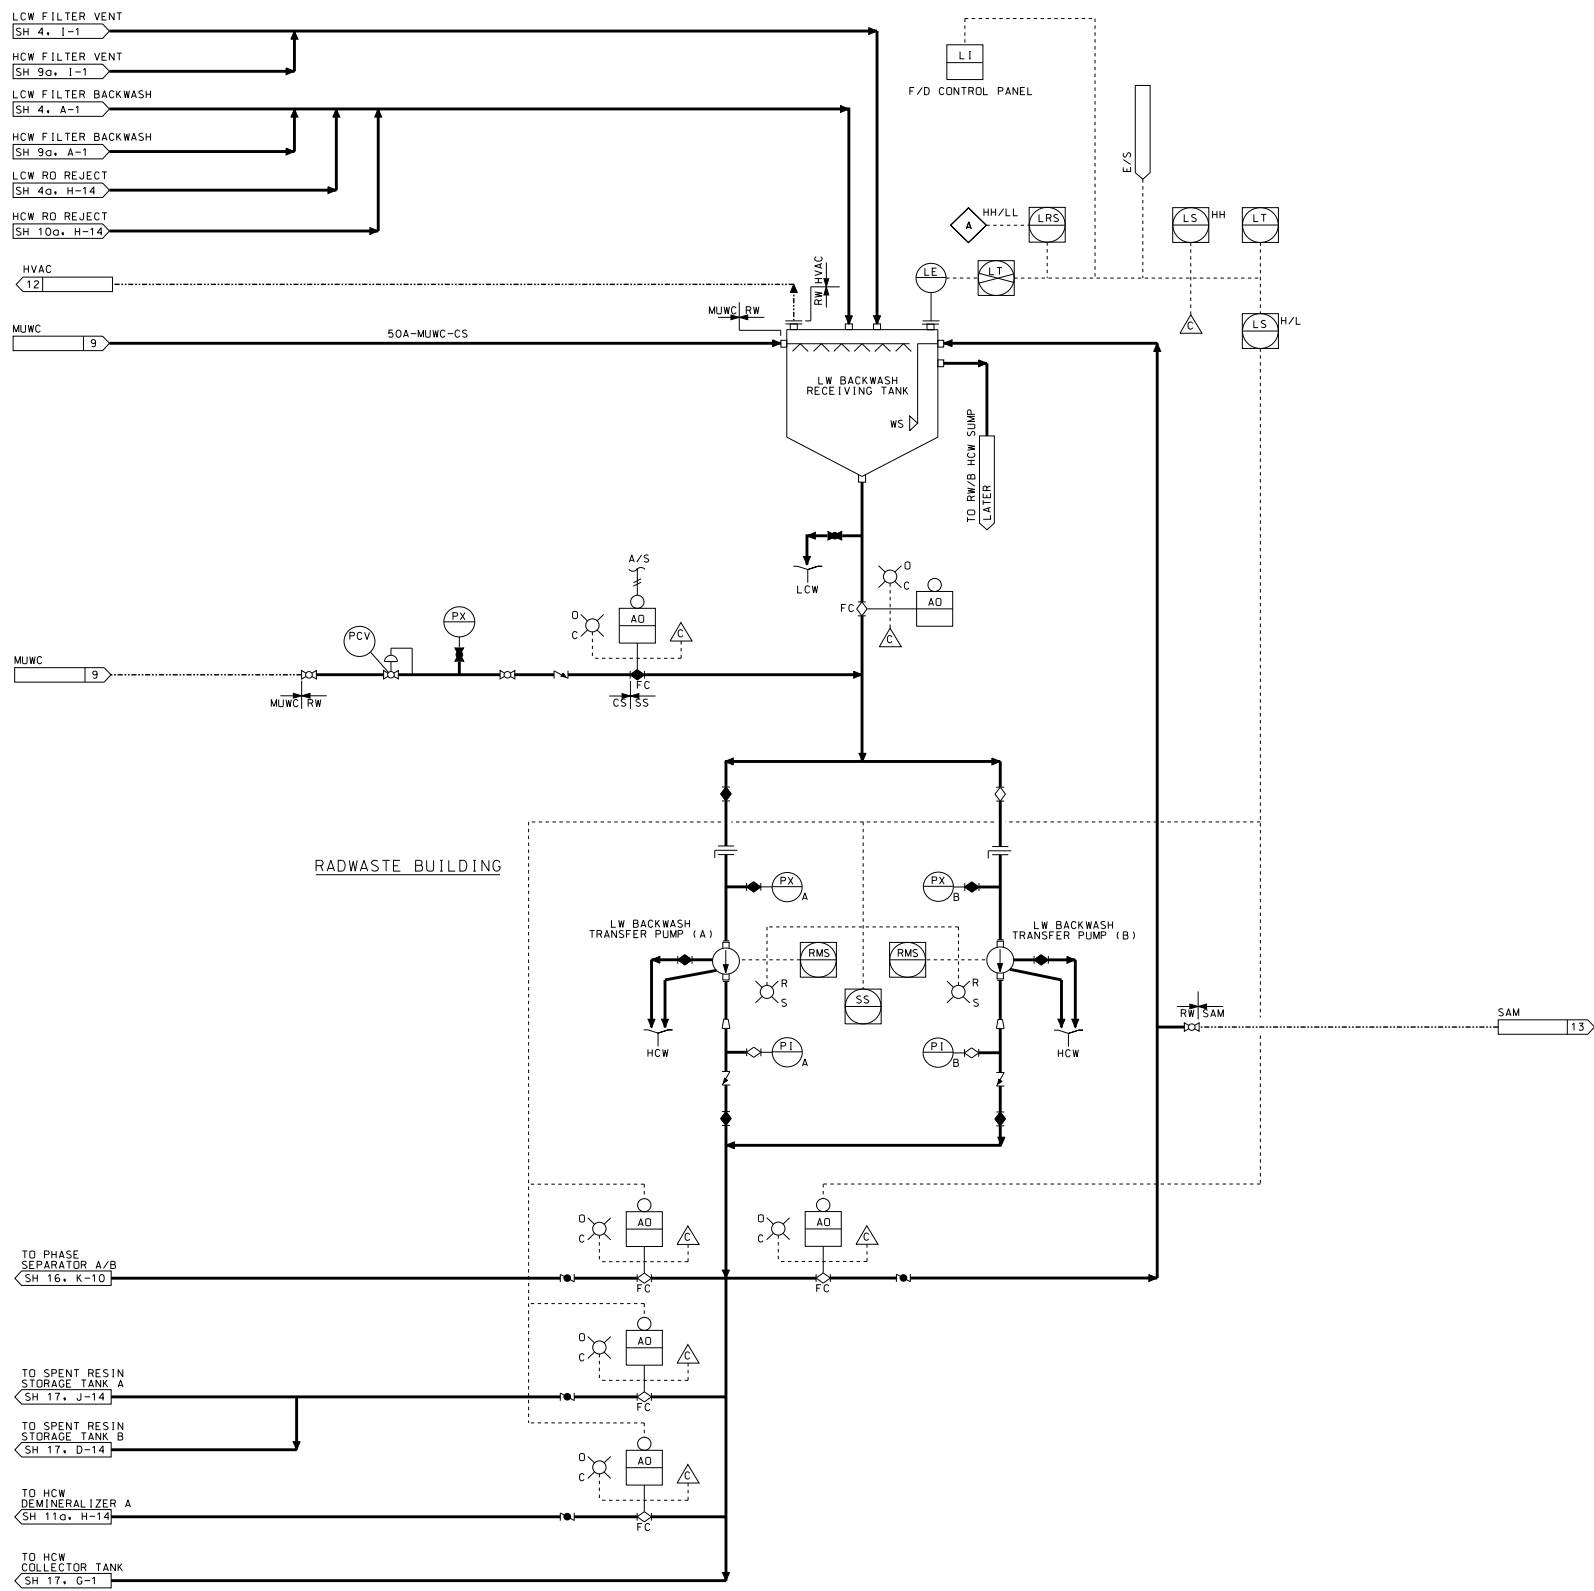 LCW FILTER VENT
SH 4, I-1
HCW FILTER VENT
SH 9a, I-1
LCW FILTER BACKWASH
SH 4, A-1
HCW FILTER BACKWASH
SH 9a, A-1
LCW RO REJECT
SH 4a, H-14
HCW RO REJECT
SH 10a, H-14
HVAC
12
MUWC
9
50A-MUWC-CS
MUWC RW
RW HVAC
LI
F/D CONTROL PANEL
E/S
A
HH/LL
LRS
LS
HH
LT
LE
LT
C
LS
H/L
LW BACKWASH
RECEIVING TANK
WS
TO RW/B HCW SUMP
LATER
LCW
O
C
FC
AO
C
A/S
O
C
AO
C
PX
PCV
MUWC
9
MUWC RW
FC
CS SS
RADWASTE BUILDING
PX
A
PX
B
LW BACKWASH
TRANSFER PUMP (A)
LW BACKWASH
TRANSFER PUMP (B)
RMS
RMS
R
S
SS
R
S
HCW
HCW
PI
A
PI
B
RW SAM
SAM
13
O
C
AO
C
FC
O
C
AO
C
FC
TO PHASE
SEPARATOR A/B
SH 16, K-10
O
C
AO
C
FC
TO SPENT RESIN
STORAGE TANK A
SH 17, J-14
TO SPENT RESIN
STORAGE TANK B
SH 17, D-14
O
C
AO
C
FC
TO HCW
DEMINERALIZER A
SH 11a, H-14
TO HCW
COLLECTOR TANK
SH 17, G-1